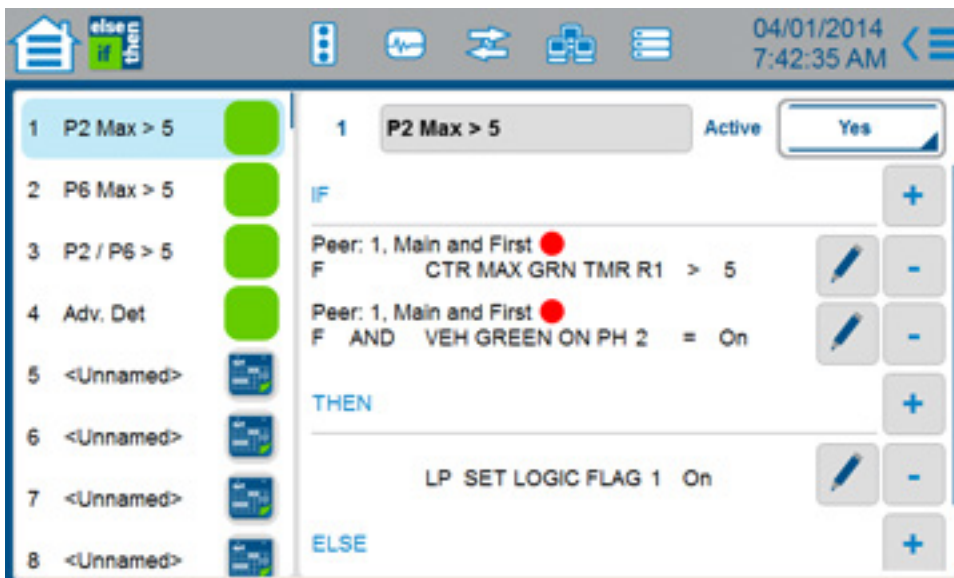 else
if then
04/01/2014
7:42:35 AM
1 P2 Max > 5
2 P6 Max > 5
3 P2 / P6 > 5
4 Adv. Det
5 <Unnamed>
6 <Unnamed>
7 <Unnamed>
8 <Unnamed>
1 P2 Max > 5 Active Yes
IF +
Peer: 1, Main and First
F CTR MAX GRN TMR R1 > 5 -
Peer: 1, Main and First
F AND VEH GREEN ON PH 2 = On -
THEN +
LP SET LOGIC FLAG 1 On -
ELSE +